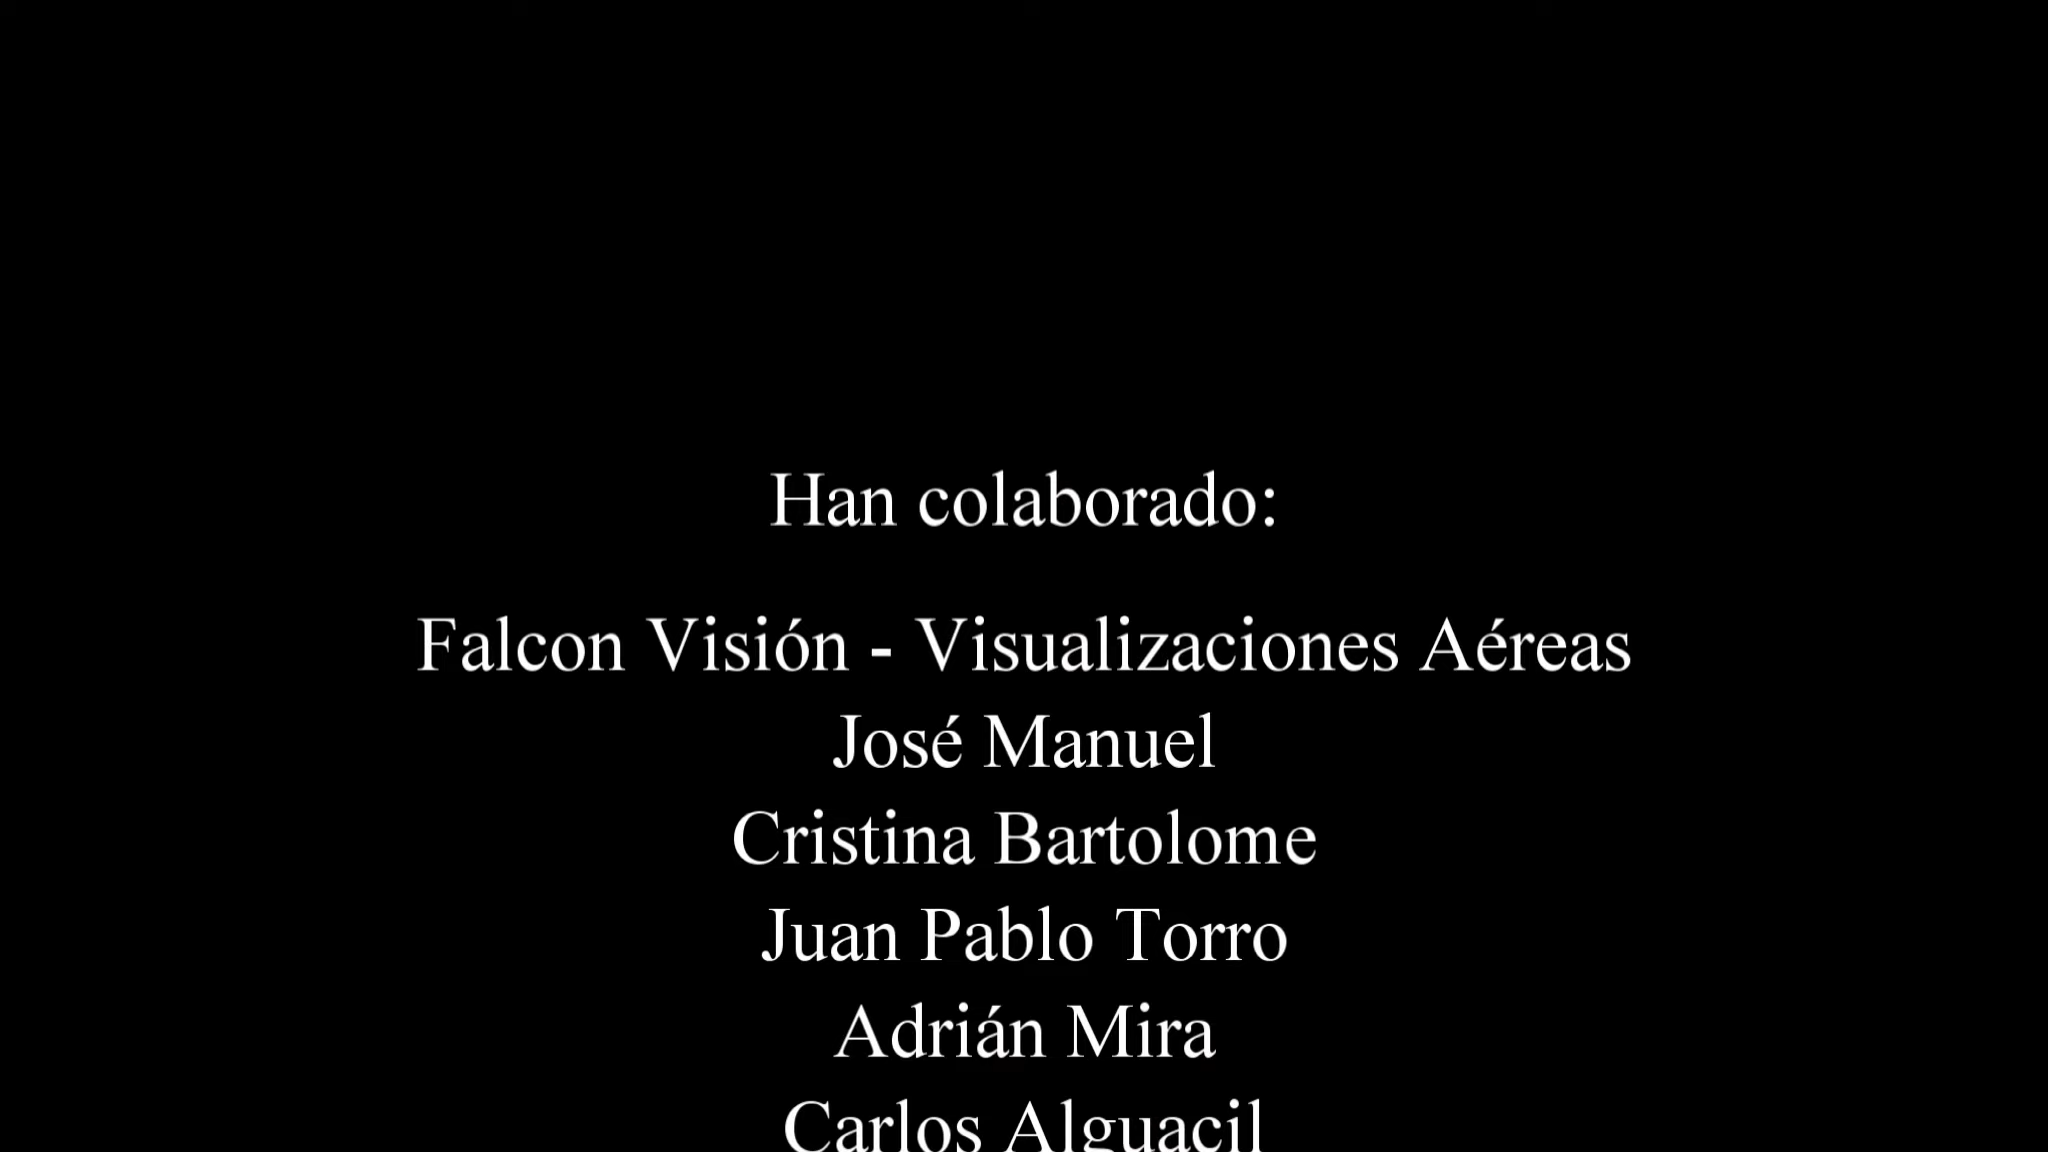 Han colaborado:
Falcon Visión - Visualizaciones Aéreas
José Manuel
Cristina Bartolome
Juan Pablo Torro
Adrián Mira
Carlos Alguacil